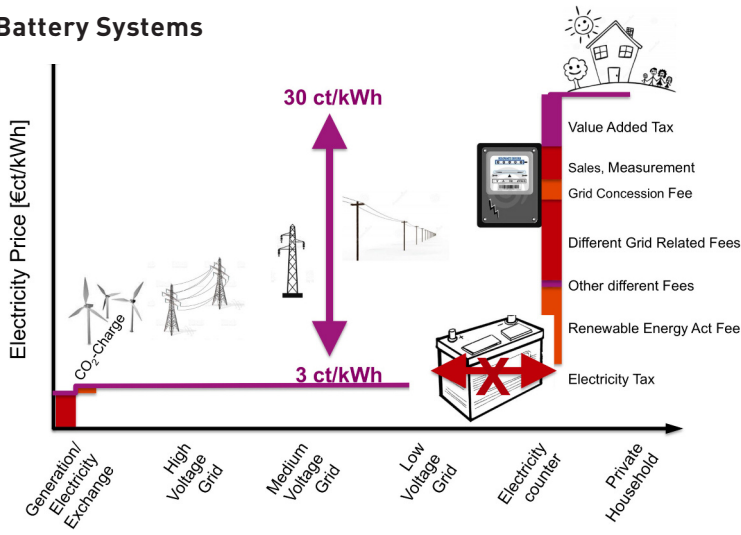 Battery Systems
Electricity Price [€ct/kWh]
30 ct/kWh
3 ct/kWh
CO₂-Charge
Value Added Tax
Sales, Measurement
Grid Concession Fee
Different Grid Related Fees
Other different Fees
Renewable Energy Act Fee
Electricity Tax
X
Generation/
Electricity
Exchange
High
Voltage
Grid
Medium
Voltage
Grid
Low
Voltage
Grid
Electricity
counter
Private
Household